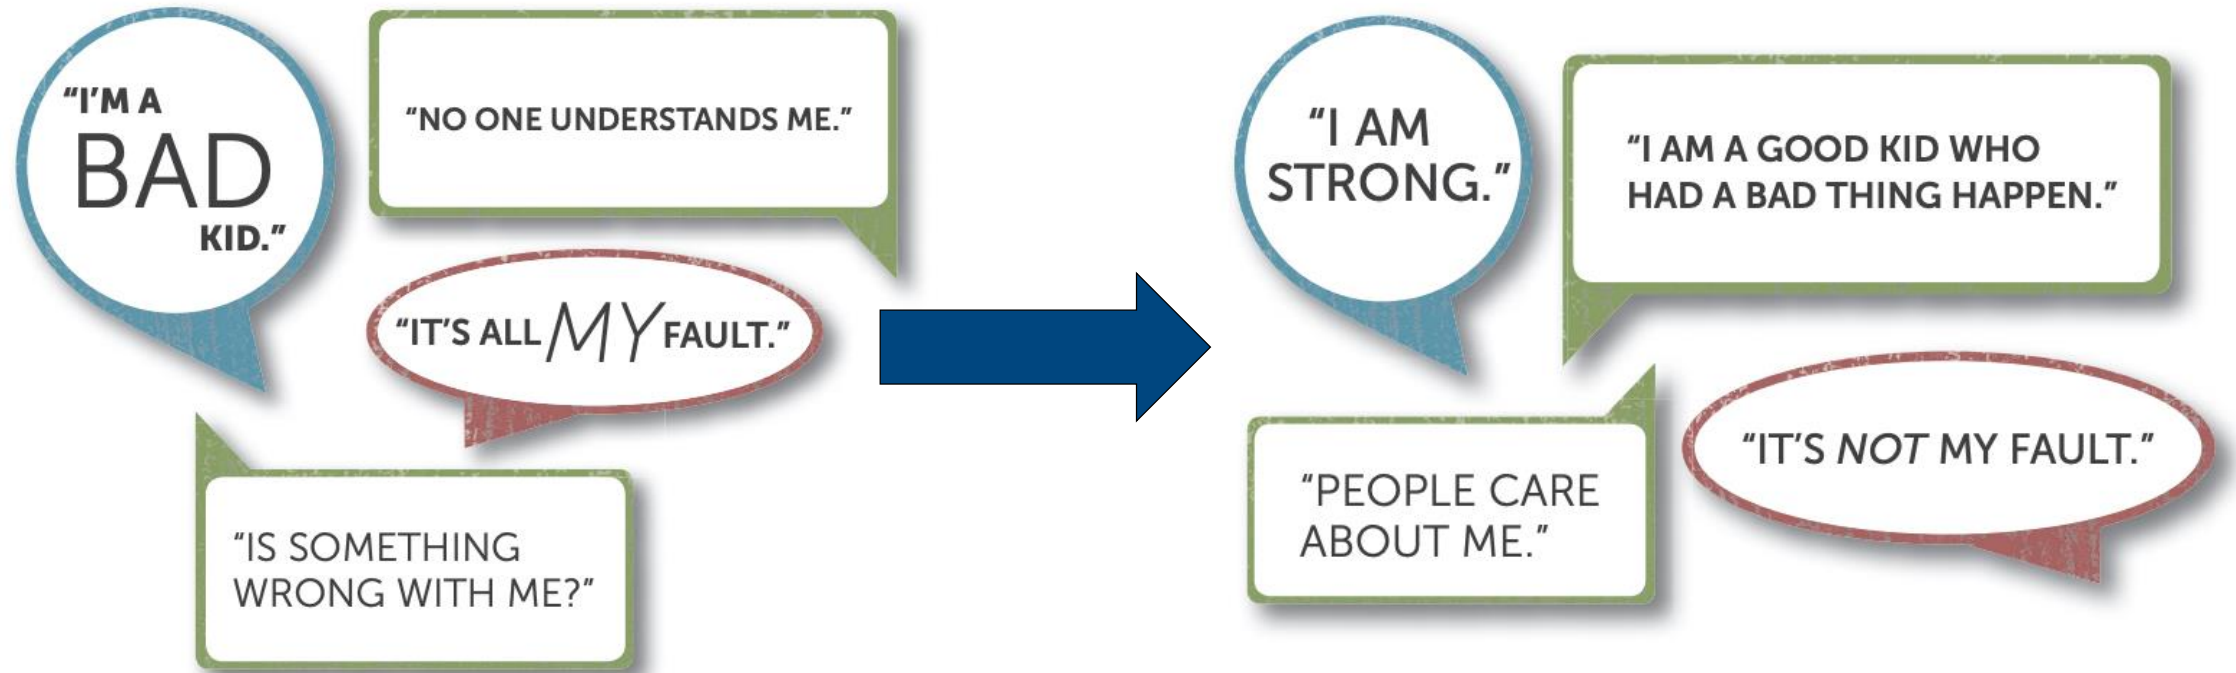 “I’M A
BAD
KID.”
“NO ONE UNDERSTANDS ME.”
“IT’S ALL MY FAULT.”
“IS SOMETHING
WRONG WITH ME?”
“I AM
STRONG.”
“I AM A GOOD KID WHO
HAD A BAD THING HAPPEN.”
“PEOPLE CARE
ABOUT ME.”
“IT’S NOT MY FAULT.”